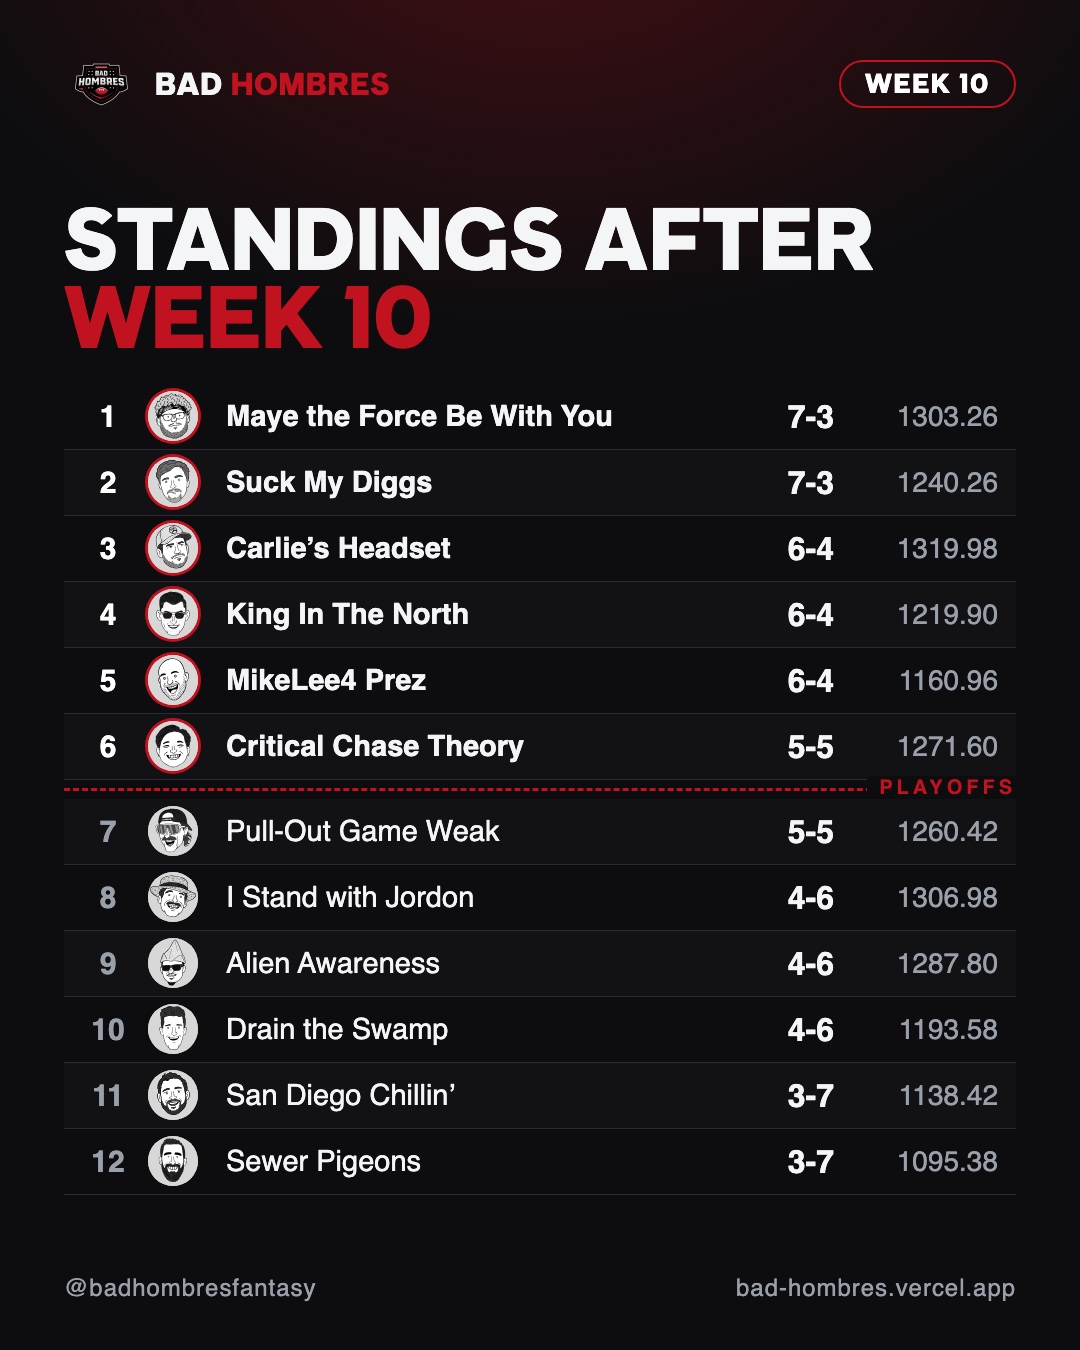 BAD
HOMBRES
BAD HOMBRES
WEEK 10
STANDINGS AFTER
WEEK 10
1 Maye the Force Be With You 7-3 1303.26
2 Suck My Diggs 7-3 1240.26
3 Carlie’s Headset 6-4 1319.98
4 King In The North 6-4 1219.90
5 MikeLee4 Prez 6-4 1160.96
6 Critical Chase Theory 5-5 1271.60
PLAYOFFS
7 Pull-Out Game Weak 5-5 1260.42
8 I Stand with Jordon 4-6 1306.98
9 Alien Awareness 4-6 1287.80
10 Drain the Swamp 4-6 1193.58
11 San Diego Chillin’ 3-7 1138.42
12 Sewer Pigeons 3-7 1095.38
@badhombresfantasy
bad-hombres.vercel.app